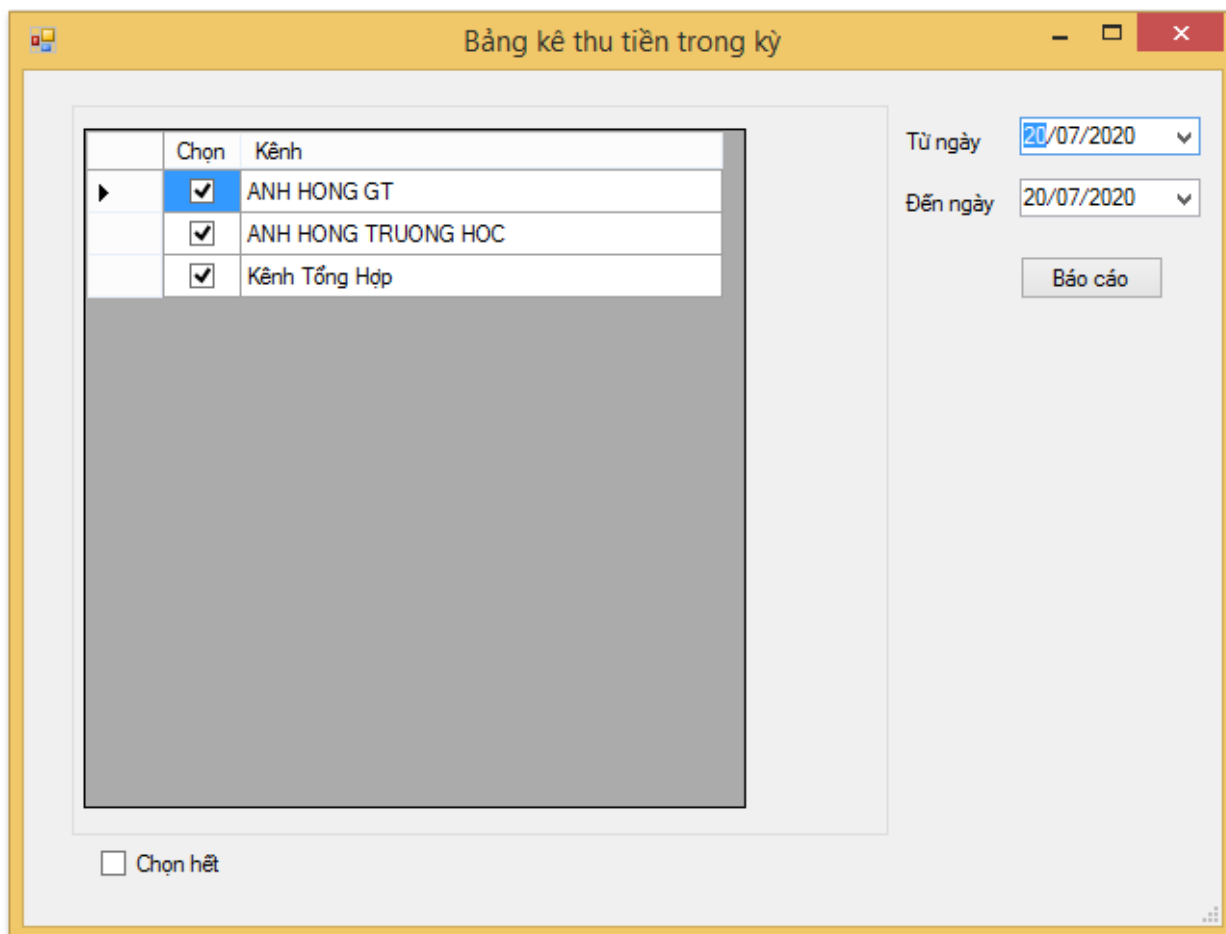 Bảng kê thu tiền trong kỳ
Chọn Kênh
ANH HONG GT
ANH HONG TRUONG HOC
Kênh Tổng Hợp
Từ ngày 20/07/2020
Đến ngày 20/07/2020
Báo cáo
Chọn hết